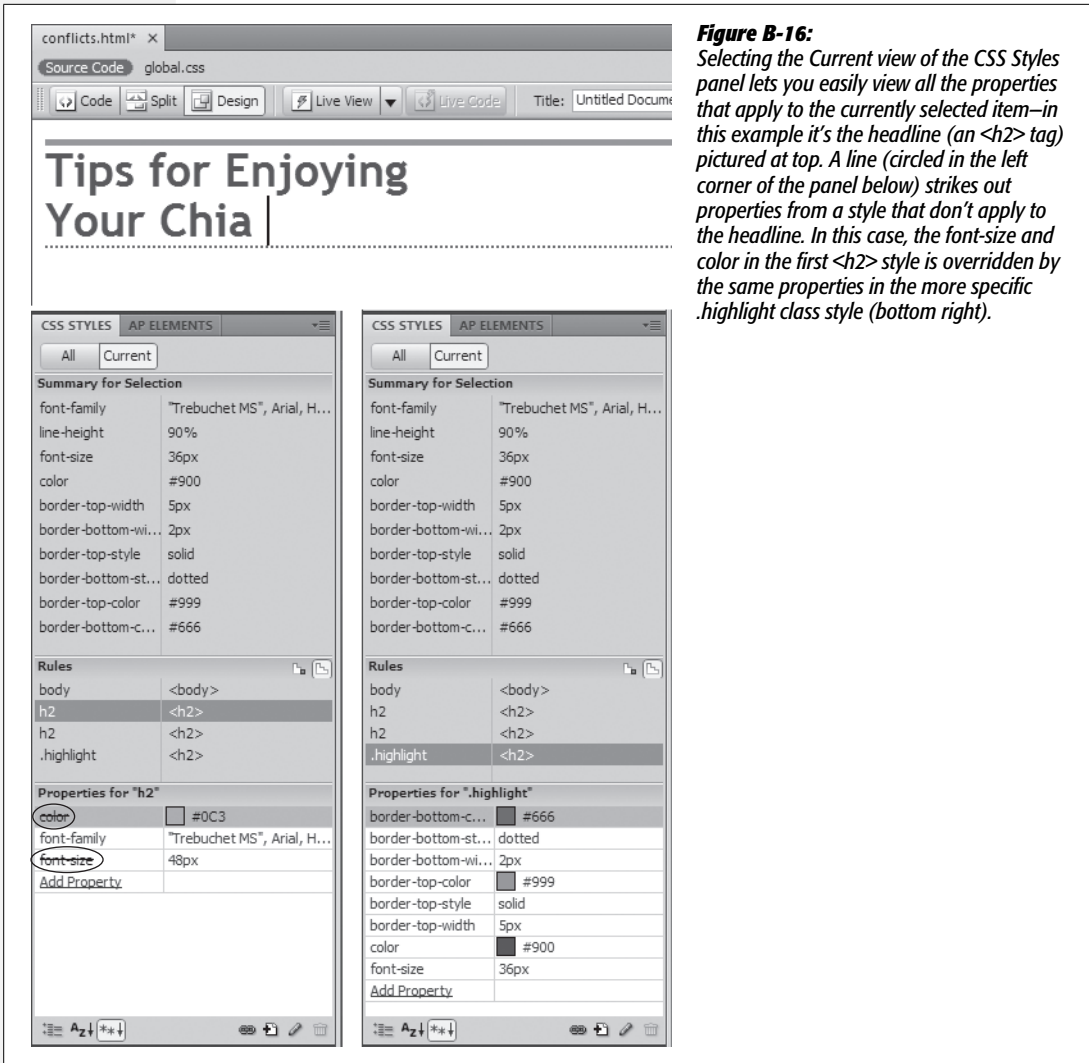 conflicts.html* ×
Source Code global.css
Code Split Design Live View Live Code Title: Untitled Docume
Tips for Enjoying
Your Chia
Figure B-16:
Selecting the Current view of the CSS Styles
panel lets you easily view all the properties
that apply to the currently selected item—in
this example it's the headline (an <h2> tag)
pictured at top. A line (circled in the left
corner of the panel below) strikes out
properties from a style that don't apply to
the headline. In this case, the font-size and
color in the first <h2> style is overridden by
the same properties in the more specific
.highlight class style (bottom right).
CSS STYLES AP ELEMENTS
All Current
Summary for Selection
font-family "Trebuchet MS", Arial, H...
line-height 90%
font-size 36px
color #900
border-top-width 5px
border-bottom-wi... 2px
border-top-style solid
border-bottom-st... dotted
border-top-color #999
border-bottom-c... #666
Rules
body <body>
h2 <h2>
h2 <h2>
.highlight <h2>
Properties for "h2"
color #0C3
font-family "Trebuchet MS", Arial, H...
font-size 48px
Add Property
CSS STYLES AP ELEMENTS
All Current
Summary for Selection
font-family "Trebuchet MS", Arial, H...
line-height 90%
font-size 36px
color #900
border-top-width 5px
border-bottom-wi... 2px
border-top-style solid
border-bottom-st... dotted
border-top-color #999
border-bottom-c... #666
Rules
body <body>
h2 <h2>
h2 <h2>
.highlight <h2>
Properties for ".highlight"
border-bottom-c... #666
border-bottom-st... dotted
border-bottom-wi... 2px
border-top-color #999
border-top-style solid
border-top-width 5px
color #900
font-size 36px
Add Property